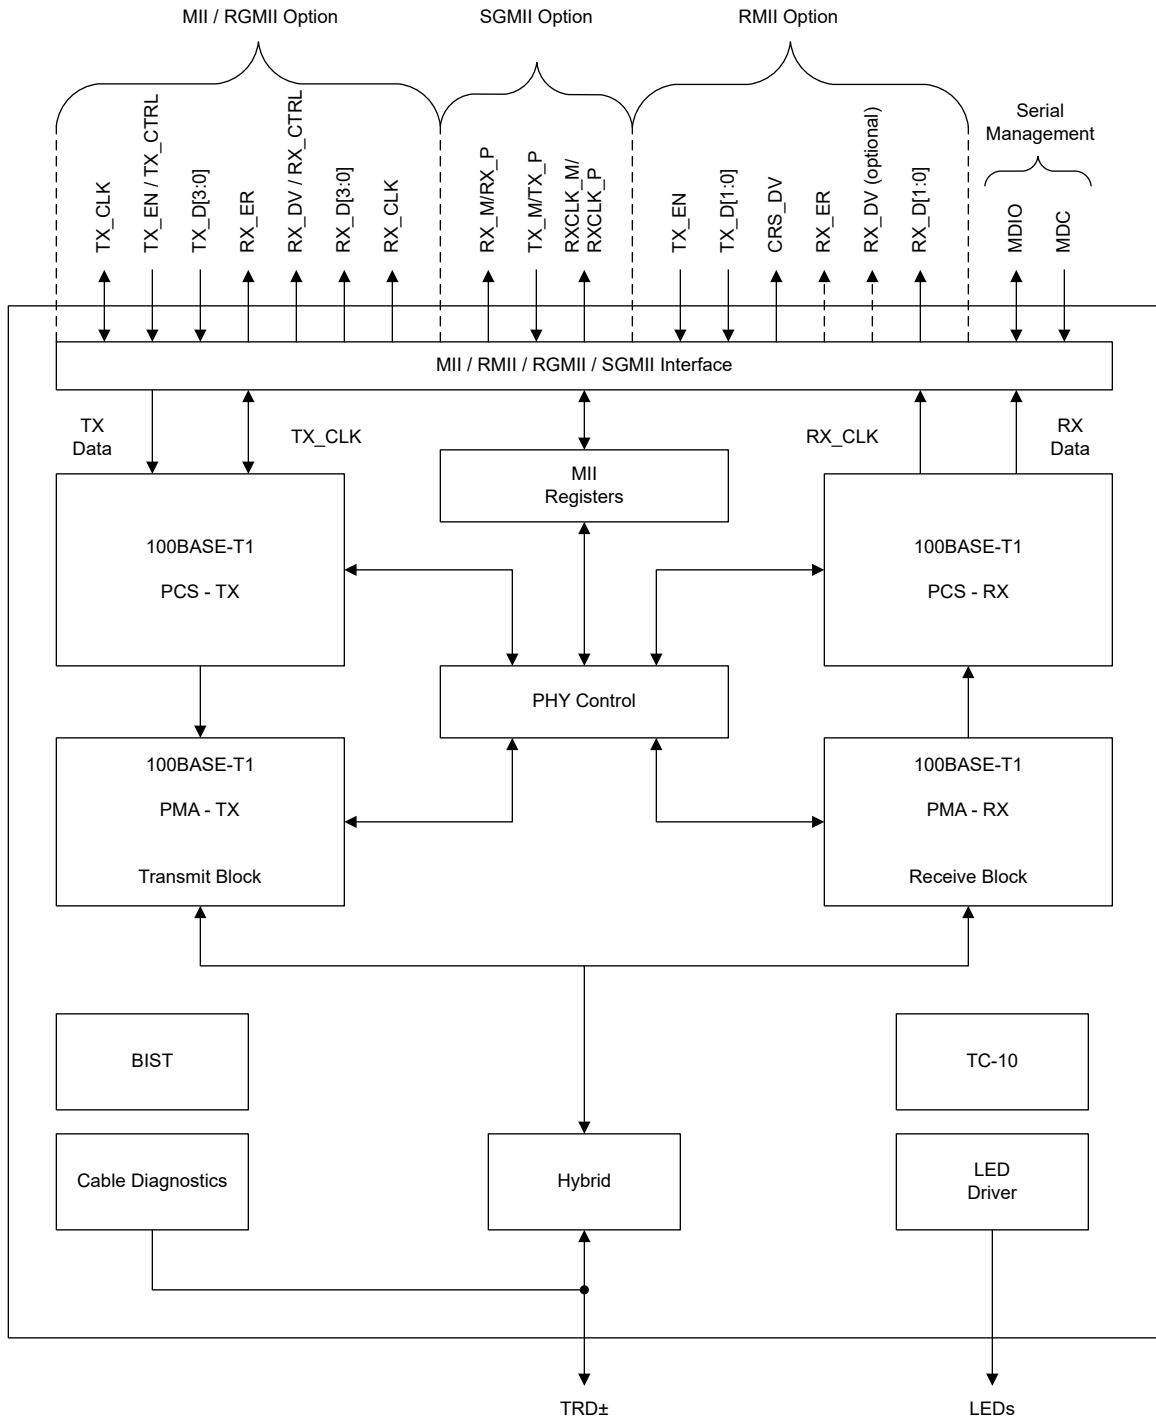 MII / RGMII Option
SGMII Option
RMII Option
Serial
Management
TX_CLK
TX_EN / TX_CTRL
TX_D[3:0]
RX_ER
RX_DV / RX_CTRL
RX_D[3:0]
RX_CLK
RX_M/RX_P
TX_M/TX_P
RXCLK_M/
RXCLK_P
TX_EN
TX_D[1:0]
CRS_DV
RX_ER
RX_DV (optional)
RX_D[1:0]
MDIO
MDC
MII / RMII / RGMII / SGMII Interface
TX
Data
TX_CLK
RX_CLK
RX
Data
MII
Registers
100BASE-T1
PCS - TX
100BASE-T1
PCS - RX
PHY Control
100BASE-T1
PMA - TX
Transmit Block
100BASE-T1
PMA - RX
Receive Block
BIST
TC-10
Cable Diagnostics
Hybrid
LED
Driver
TRD±
LEDs